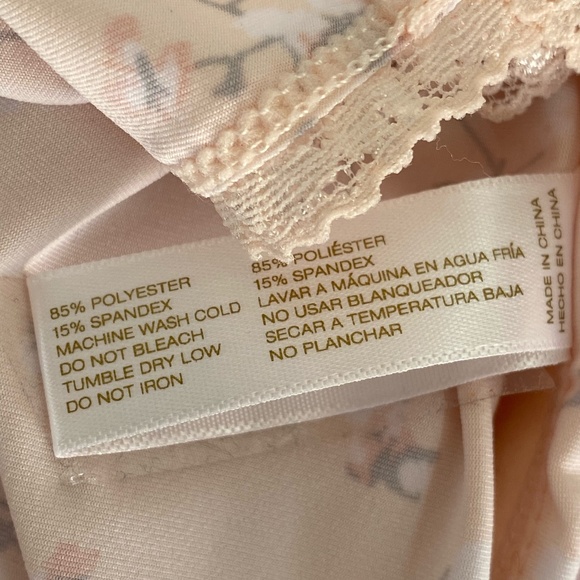 85% POLYESTER
15% SPANDEX
MACHINE WASH COLD
DO NOT BLEACH
TUMBLE DRY LOW
DO NOT IRON
85% POLIÉSTER
15% SPANDEX
LAVAR A MÁQUINA EN AGUA FRÍA
NO USAR BLANQUEADOR
SECAR A TEMPERATURA BAJA
NO PLANCHAR
MADE IN CHINA
HECHO EN CHINA